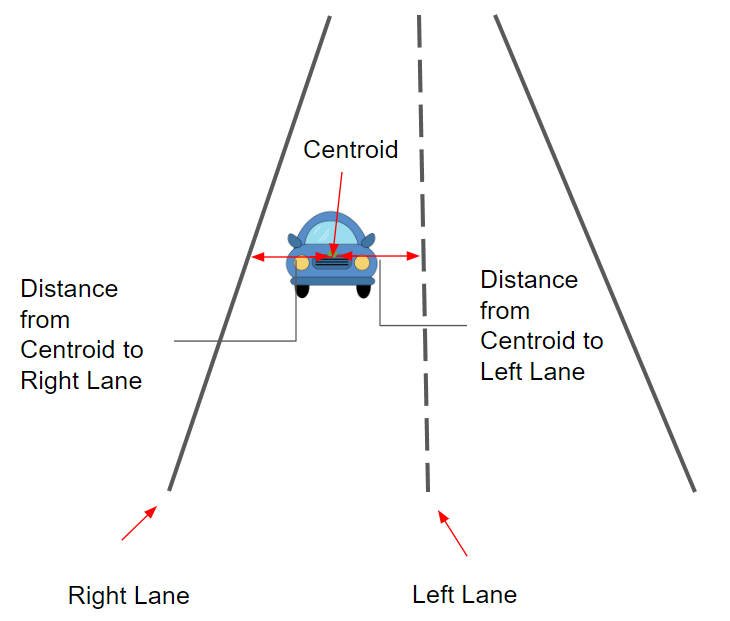 Centroid
Distance
from
Centroid to
Right Lane
Distance
from
Centroid to
Left Lane
Right Lane
Left Lane